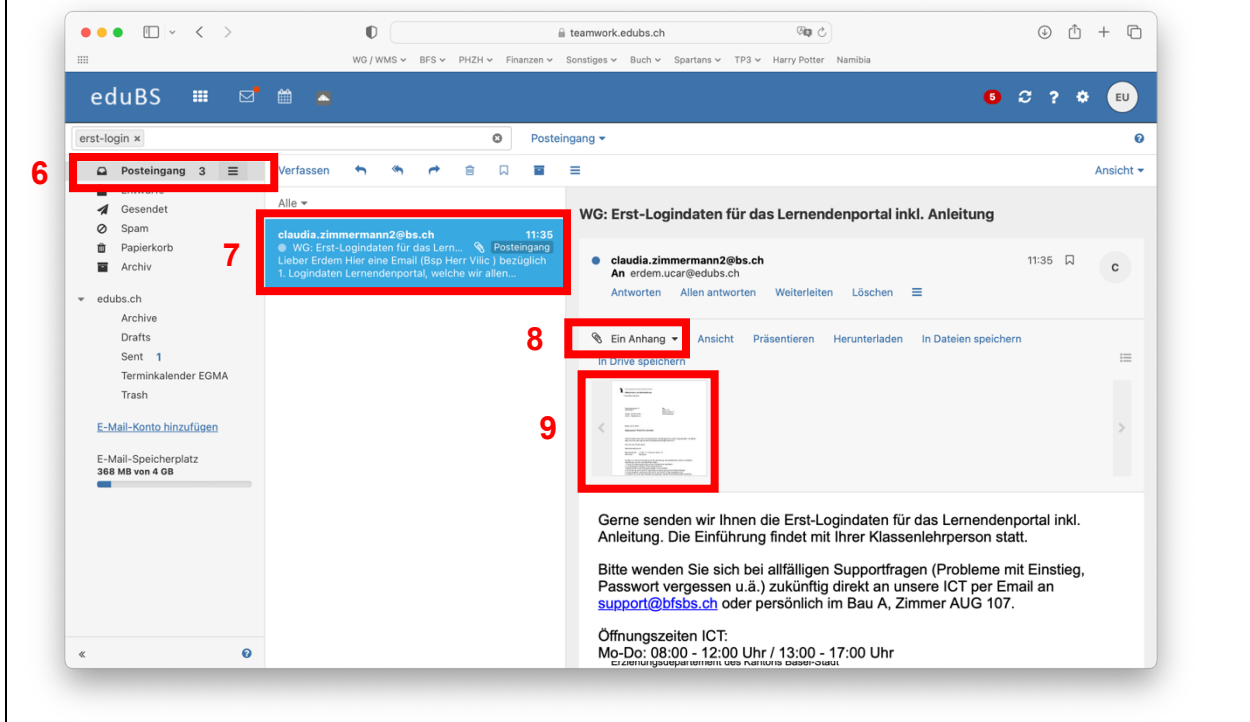 teamwork.edubs.ch
WG / WMS BFS PHZH Finanzen Sonstiges Buch Spartans TP3 Harry Potter Namibia
eduBS
5 ? EU
erst-login × Posteingang
6
Posteingang 3
Verfassen
Ansicht
Gesendet
Spam
Papierkorb
Archiv
edubs.ch
Archive
Drafts
Sent 1
Terminkalender EGMA
Trash
E-Mail-Konto hinzufügen
E-Mail-Speicherplatz
368 MB von 4 GB
Alle
7
claudia.zimmermann2@bs.ch 11:35
WG: Erst-Logindaten für das Lern... Posteingang
Lieber Erdem Hier eine Email (Bsp Herr Vilic ) bezüglich
1. Logindaten Lernendenportal, welche wir allen...
WG: Erst-Logindaten für das Lernendenportal inkl. Anleitung
claudia.zimmermann2@bs.ch 11:35 C
An erdem.ucar@edubs.ch
Antworten Allen antworten Weiterleiten Löschen
8
Ein Anhang Ansicht Präsentieren Herunterladen In Dateien speichern
In Drive speichern
9
Gerne senden wir Ihnen die Erst-Logindaten für das Lernendenportal inkl.
Anleitung. Die Einführung findet mit Ihrer Klassenlehrperson statt.
Bitte wenden Sie sich bei allfälligen Supportfragen (Probleme mit Einstieg,
Passwort vergessen u.ä.) zukünftig direkt an unsere ICT per Email an
support@bfsbs.ch oder persönlich im Bau A, Zimmer AUG 107.
Öffnungszeiten ICT:
Mo-Do: 08:00 - 12:00 Uhr / 13:00 - 17:00 Uhr
Erziehungsdepartement des Kantons Basel-Stadt